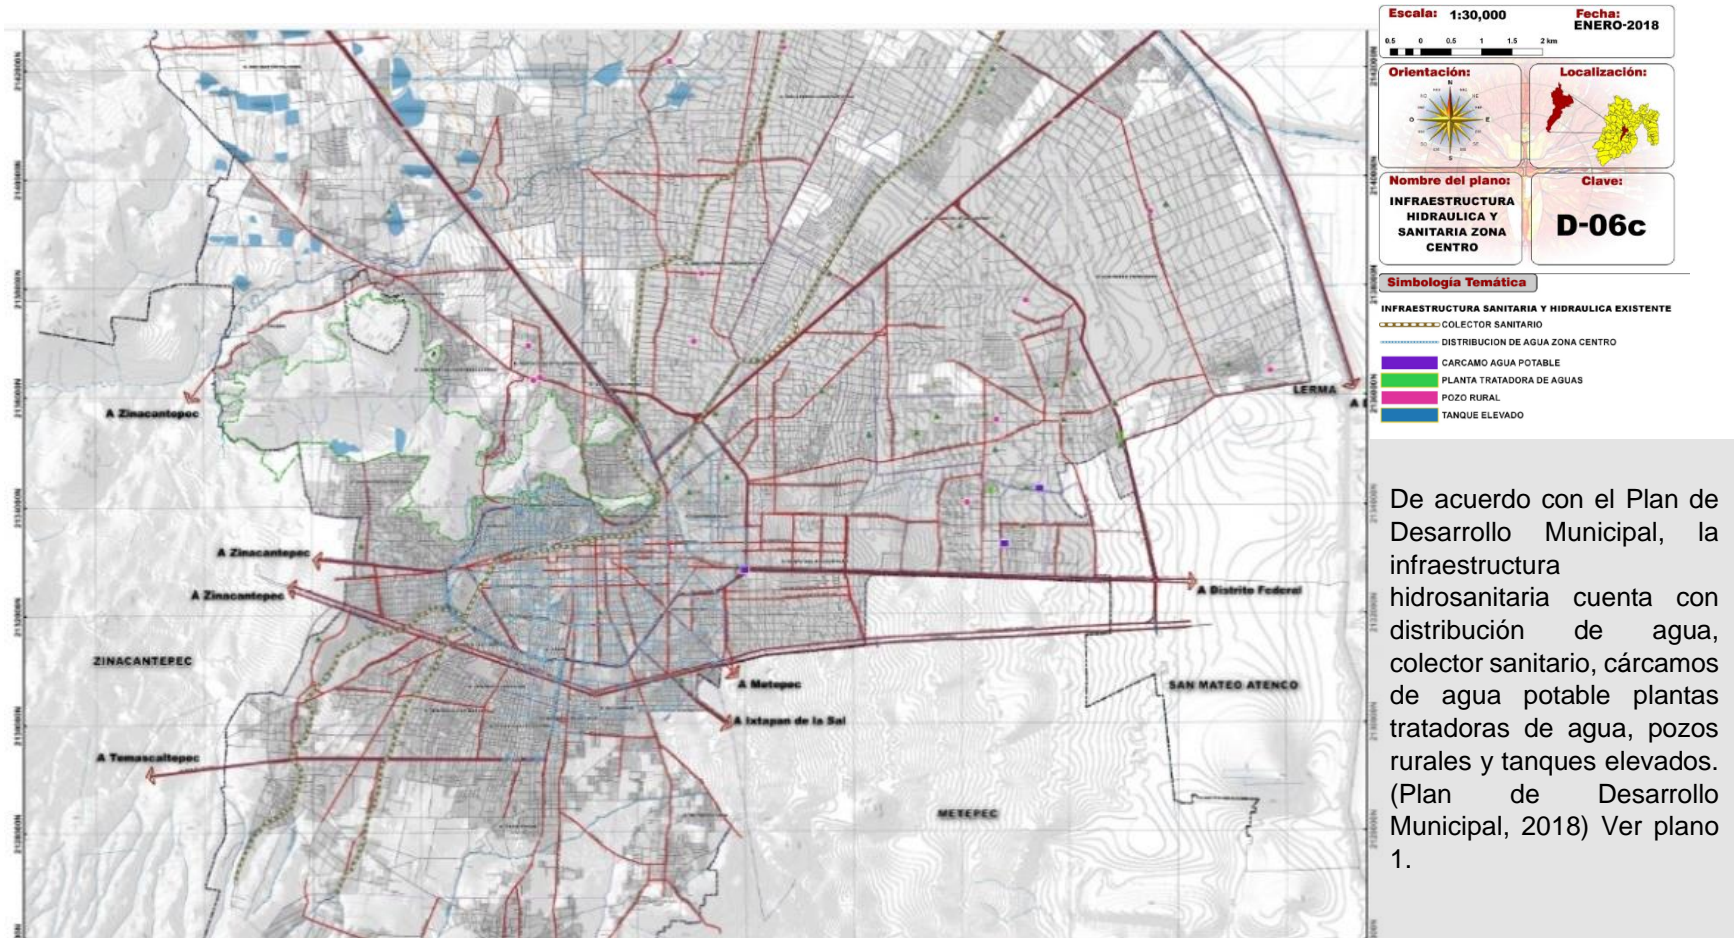 Escala: 1:30,000
Fecha:
ENERO-2018
0.5 0 0.5 1 1.5 2 km
Orientación:
N
O E
S
Localización:
Nombre del plano:
INFRAESTRUCTURA
HIDRAULICA Y
SANITARIA ZONA
CENTRO
Clave:
D-06c
Simbología Temática
INFRAESTRUCTURA SANITARIA Y HIDRAULICA EXISTENTE
COLECTOR SANITARIO
DISTRIBUCION DE AGUA ZONA CENTRO
CARCAMO AGUA POTABLE
PLANTA TRATADORA DE AGUAS
POZO RURAL
TANQUE ELEVADO
LERMA
A Zinacantepec
A Zinacantepec
A Zinacantepec
A Distrito Federal
ZINACANTEPEC
A Metepec
SAN MATEO ATENCO
A Ixtapan de la Sal
A Temascaltepec
METEPEC
De acuerdo con el Plan de
Desarrollo Municipal, la
infraestructura
hidrosanitaria cuenta con
distribución de agua,
colector sanitario, cárcamos
de agua potable plantas
tratadoras de agua, pozos
rurales y tanques elevados.
(Plan de Desarrollo
Municipal, 2018) Ver plano
1.